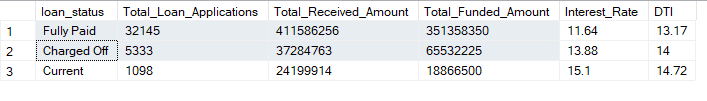 loan_status Total_Loan_Applications Total_Received_Amount Total_Funded_Amount Interest_Rate DTI
1 Fully Paid 32145 411586256 351358350 11.64 13.17
2 Charged Off 5333 37284763 65532225 13.88 14
3 Current 1098 24199914 18866500 15.1 14.72